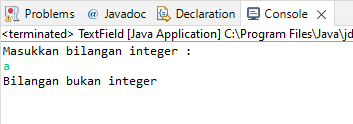 Problems @ Javadoc Declaration Console
<terminated> TextField [Java Application] C:\Program Files\Java\jd
Masukkan bilangan integer :
a
Bilangan bukan integer